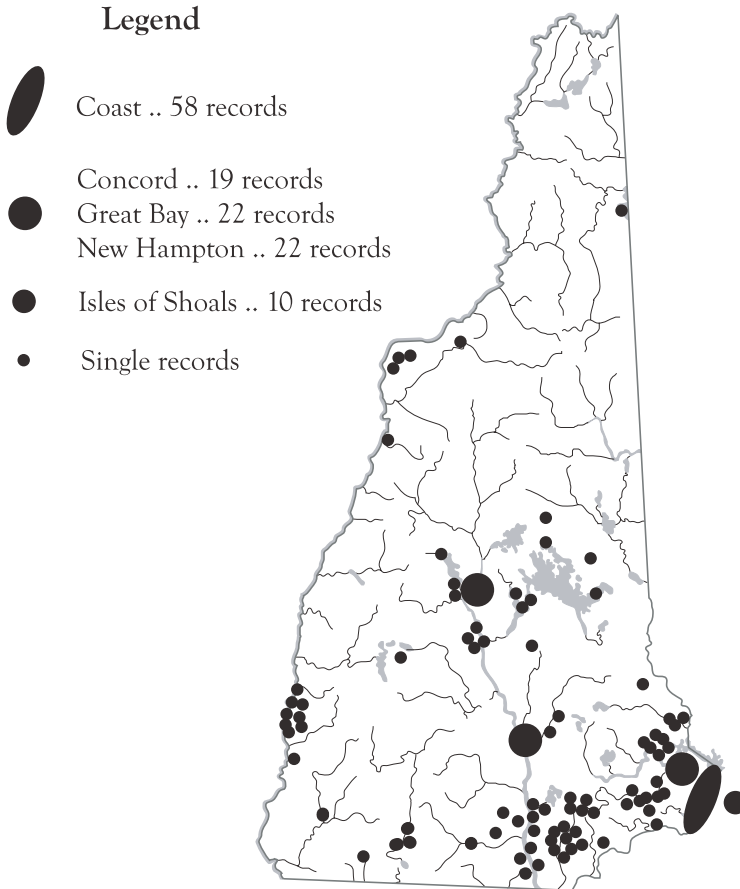 Legend
Coast .. 58 records
Concord .. 19 records
Great Bay .. 22 records
New Hampton .. 22 records
Isles of Shoals .. 10 records
Single records